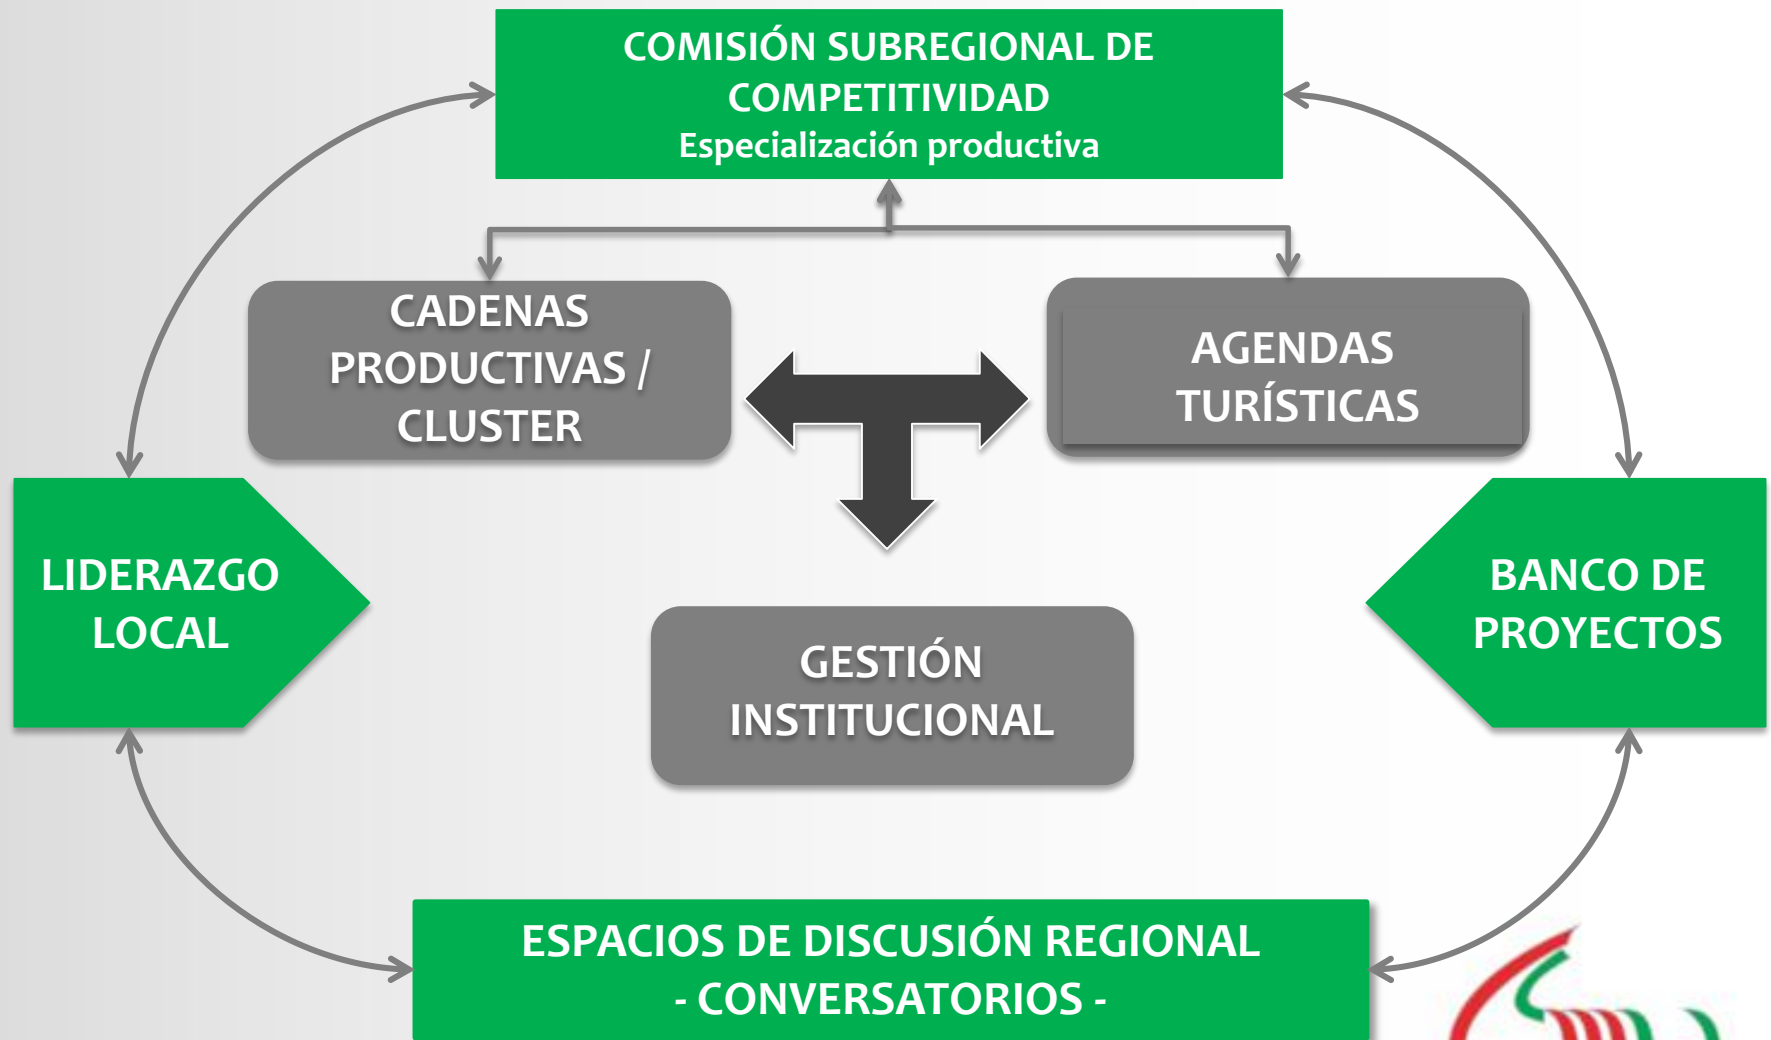 COMISIÓN SUBREGIONAL DE
COMPETITIVIDAD
Especialización productiva
CADENAS
PRODUCTIVAS /
CLUSTER
AGENDAS
TURÍSTICAS
LIDERAZGO
LOCAL
BANCO DE
PROYECTOS
GESTIÓN
INSTITUCIONAL
ESPACIOS DE DISCUSIÓN REGIONAL
- CONVERSATORIOS -